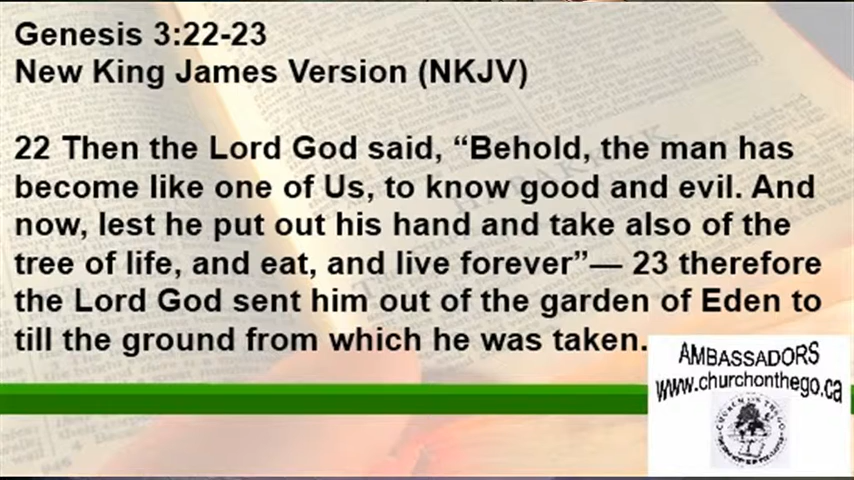 Genesis 3:22-23
New King James Version (NKJV)
22 Then the Lord God said, “Behold, the man has
become like one of Us, to know good and evil. And
now, lest he put out his hand and take also of the
tree of life, and eat, and live forever”— 23 therefore
the Lord God sent him out of the garden of Eden to
till the ground from which he was taken.
AMBASSADORS
www.churchonthego.ca
CHURCH ON THE GO